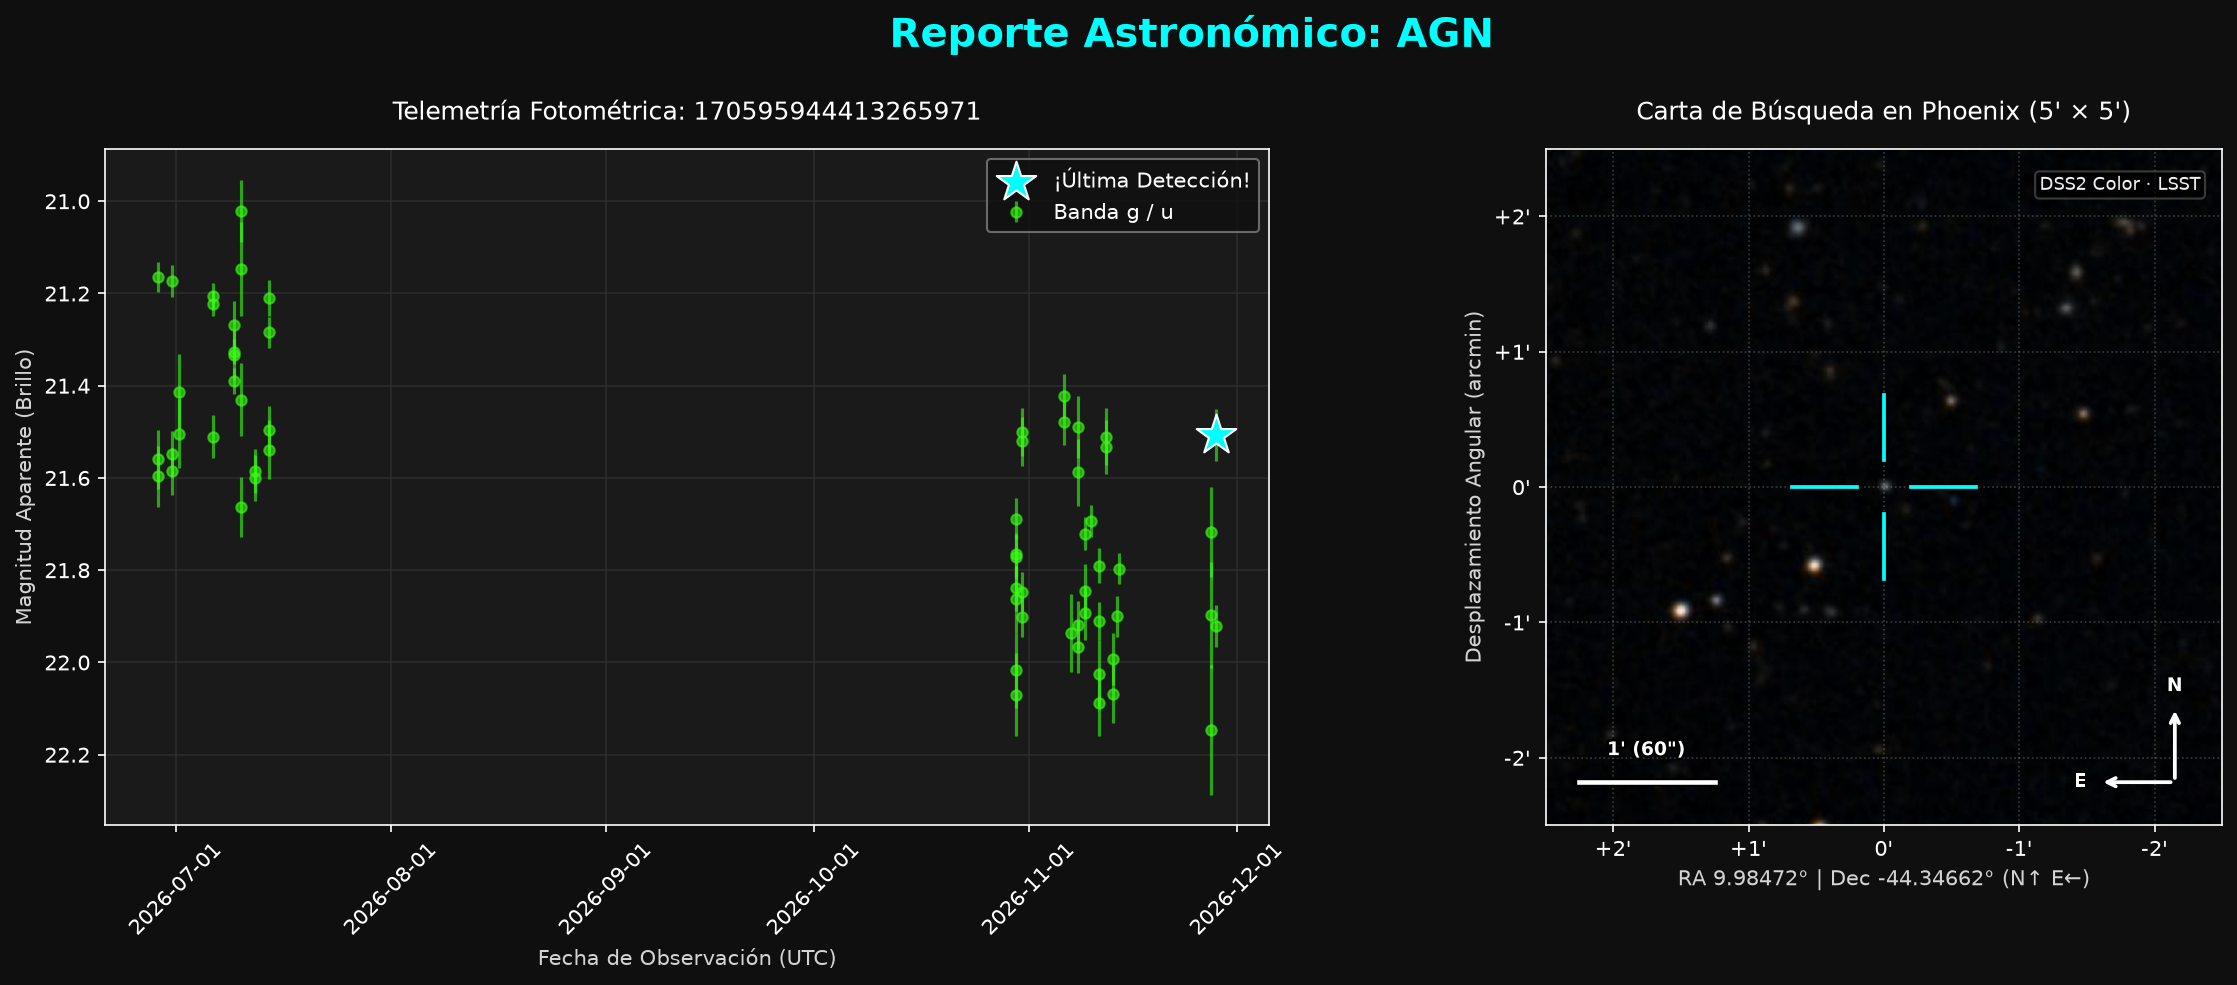 Reporte Astronómico: AGN
Telemetría Fotométrica: 170595944413265971
¡Última Detección!
Banda g / u
Magnitud Aparente (Brillo)
21.0
21.2
21.4
21.6
21.8
22.0
22.2
2026-07-01
2026-08-01
2026-09-01
2026-10-01
2026-11-01
2026-12-01
Fecha de Observación (UTC)
Carta de Búsqueda en Phoenix (5' × 5')
DSS2 Color · LSST
Desplazamiento Angular (arcmin)
+2'
+1'
0'
-1'
-2'
N
E
1' (60")
+2'
+1'
0'
-1'
-2'
RA 9.98472° | Dec -44.34662° (N↑ E←)